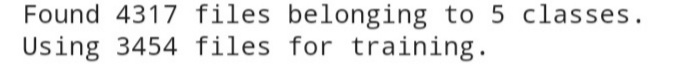 Found 4317 files belonging to 5 classes.
Using 3454 files for training.